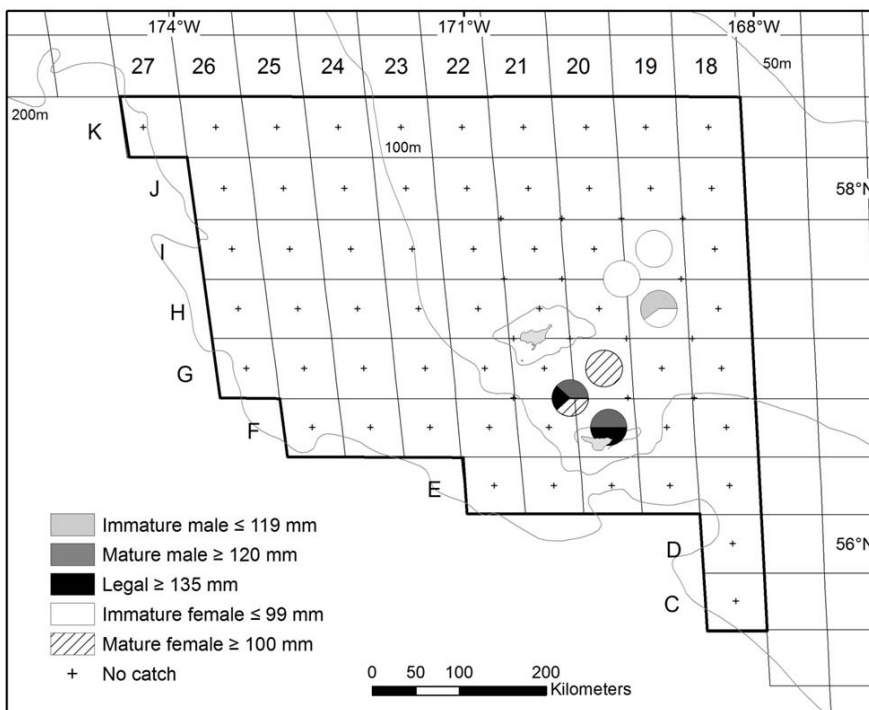 174°W 171°W 168°W
27 26 25 24 23 22 21 20 19 18
50m
200m
K
100m
J
58°N
I
H
G
F
E
D
56°N
C
Immature male ≤ 119 mm
Mature male ≥ 120 mm
Legal ≥ 135 mm
Immature female ≤ 99 mm
Mature female ≥ 100 mm
+ No catch
0 50 100 200
Kilometers